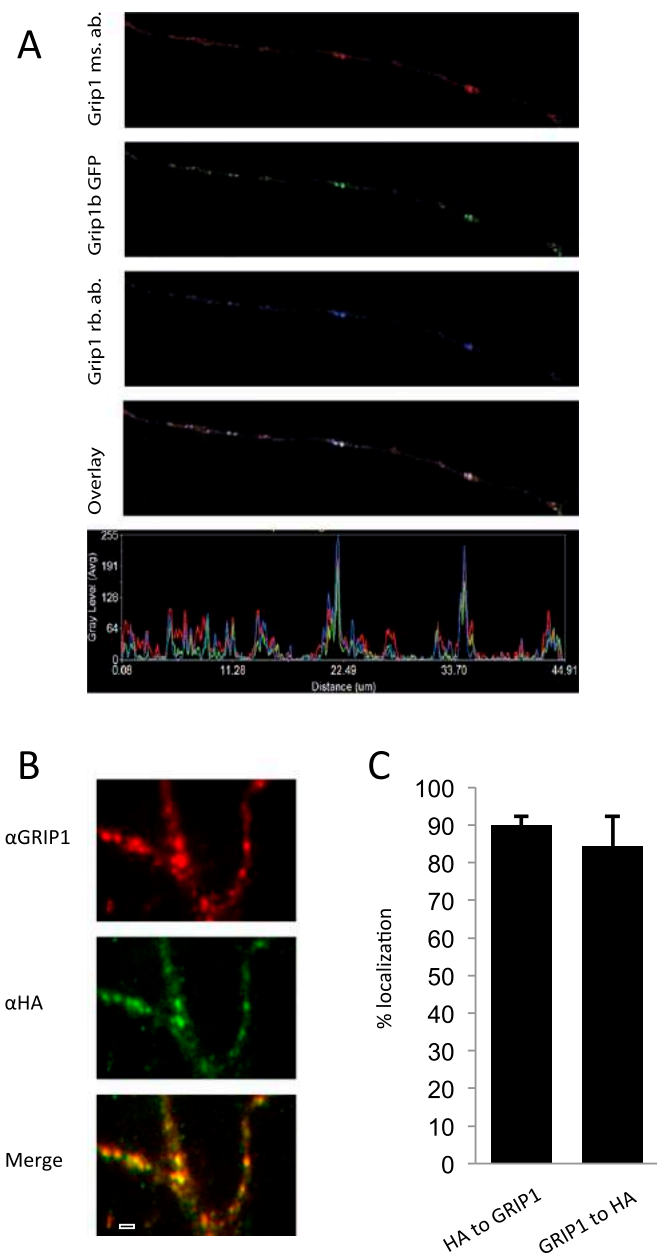 A
Grip1 ms. ab.
Grip1b GFP
Grip1 rb. ab.
Overlay
Gray Level (Avg)
255
191
128
64
0
0.08 11.28 22.49 33.70 44.91
Distance (um)
B
αGRIP1
αHA
Merge
C
% localization
100
90
80
70
60
50
40
30
20
10
0
HA to GRIP1
GRIP1 to HA